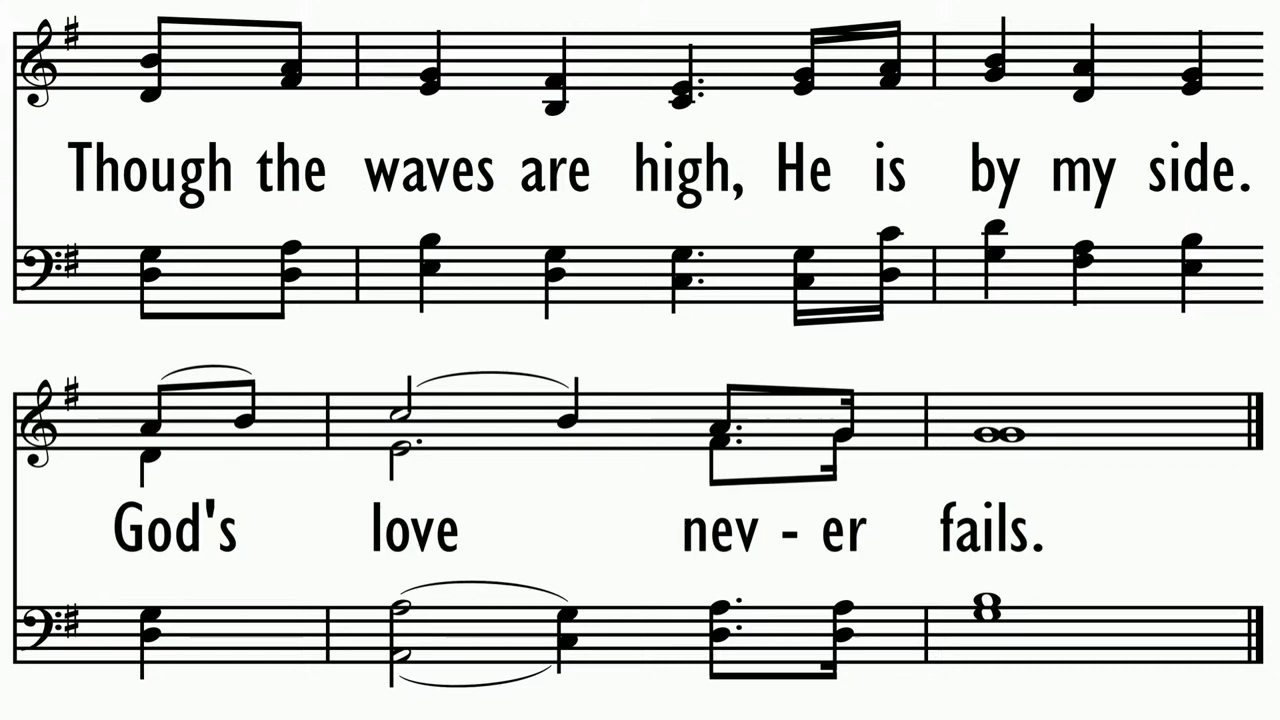 Though the waves are high, He is by my side.
God's love nev - er fails.